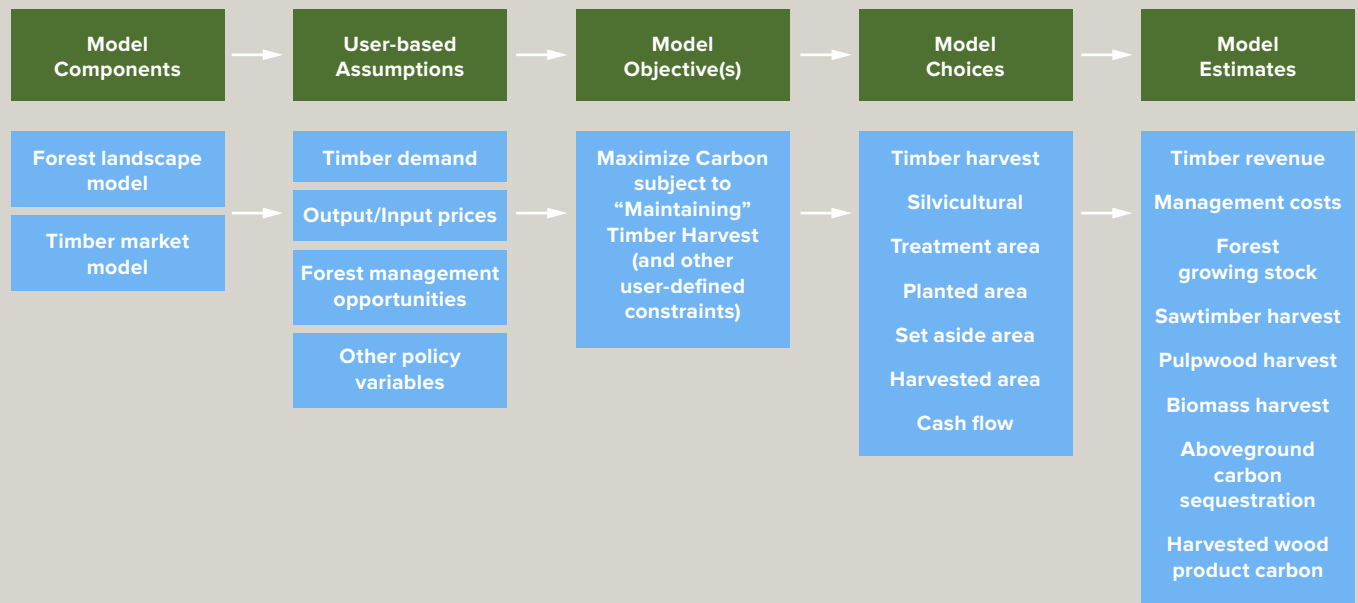 Model
Components
User-based
Assumptions
Model
Objective(s)
Model
Choices
Model
Estimates
Forest landscape
model
Timber market
model
Timber demand
Output/Input prices
Forest management
opportunities
Other policy
variables
Maximize Carbon
subject to
“Maintaining”
Timber Harvest
(and other
user-defined
constraints)
Timber harvest
Silvicultural
Treatment area
Planted area
Set aside area
Harvested area
Cash flow
Timber revenue
Management costs
Forest
growing stock
Sawtimber harvest
Pulpwood harvest
Biomass harvest
Aboveground
carbon
sequestration
Harvested wood
product carbon